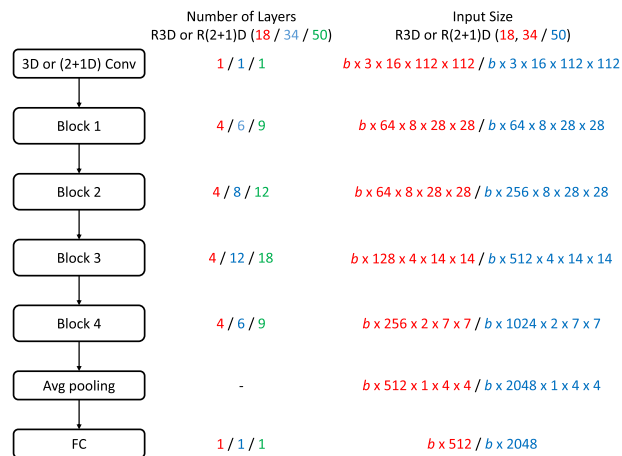 Number of Layers
R3D or R(2+1)D (18 / 34 / 50)
Input Size
R3D or R(2+1)D (18, 34 / 50)
3D or (2+1D) Conv
1 / 1 / 1
b x 3 x 16 x 112 x 112 / b x 3 x 16 x 112 x 112
Block 1
4 / 6 / 9
b x 64 x 8 x 28 x 28 / b x 64 x 8 x 28 x 28
Block 2
4 / 8 / 12
b x 64 x 8 x 28 x 28 / b x 256 x 8 x 28 x 28
Block 3
4 / 12 / 18
b x 128 x 4 x 14 x 14 / b x 512 x 4 x 14 x 14
Block 4
4 / 6 / 9
b x 256 x 2 x 7 x 7 / b x 1024 x 2 x 7 x 7
Avg pooling
-
b x 512 x 1 x 4 x 4 / b x 2048 x 1 x 4 x 4
FC
1 / 1 / 1
b x 512 / b x 2048